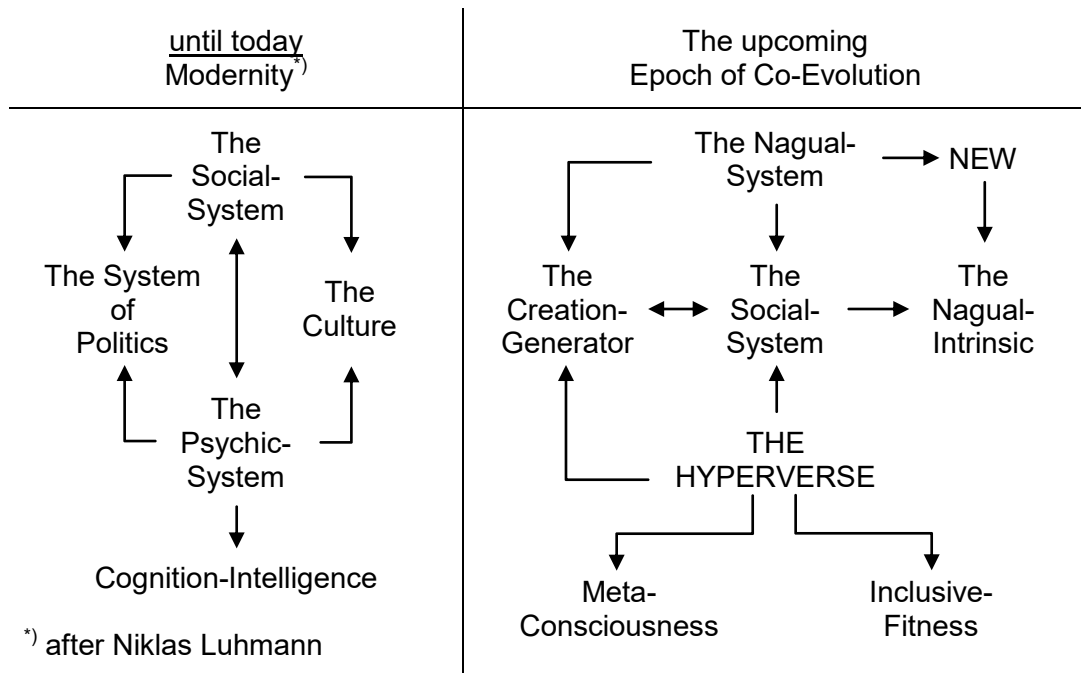 until today
Modernity*)
The
Social-
System
The System
of
Politics
The
Culture
The
Psychic-
System
Cognition-Intelligence
*) after Niklas Luhmann
The upcoming
Epoch of Co-Evolution
The Nagual-
System
NEW
The
Creation-
Generator
The
Social-
System
The
Nagual-
Intrinsic
THE
HYPERVERSE
Meta-
Consciousness
Inclusive-
Fitness